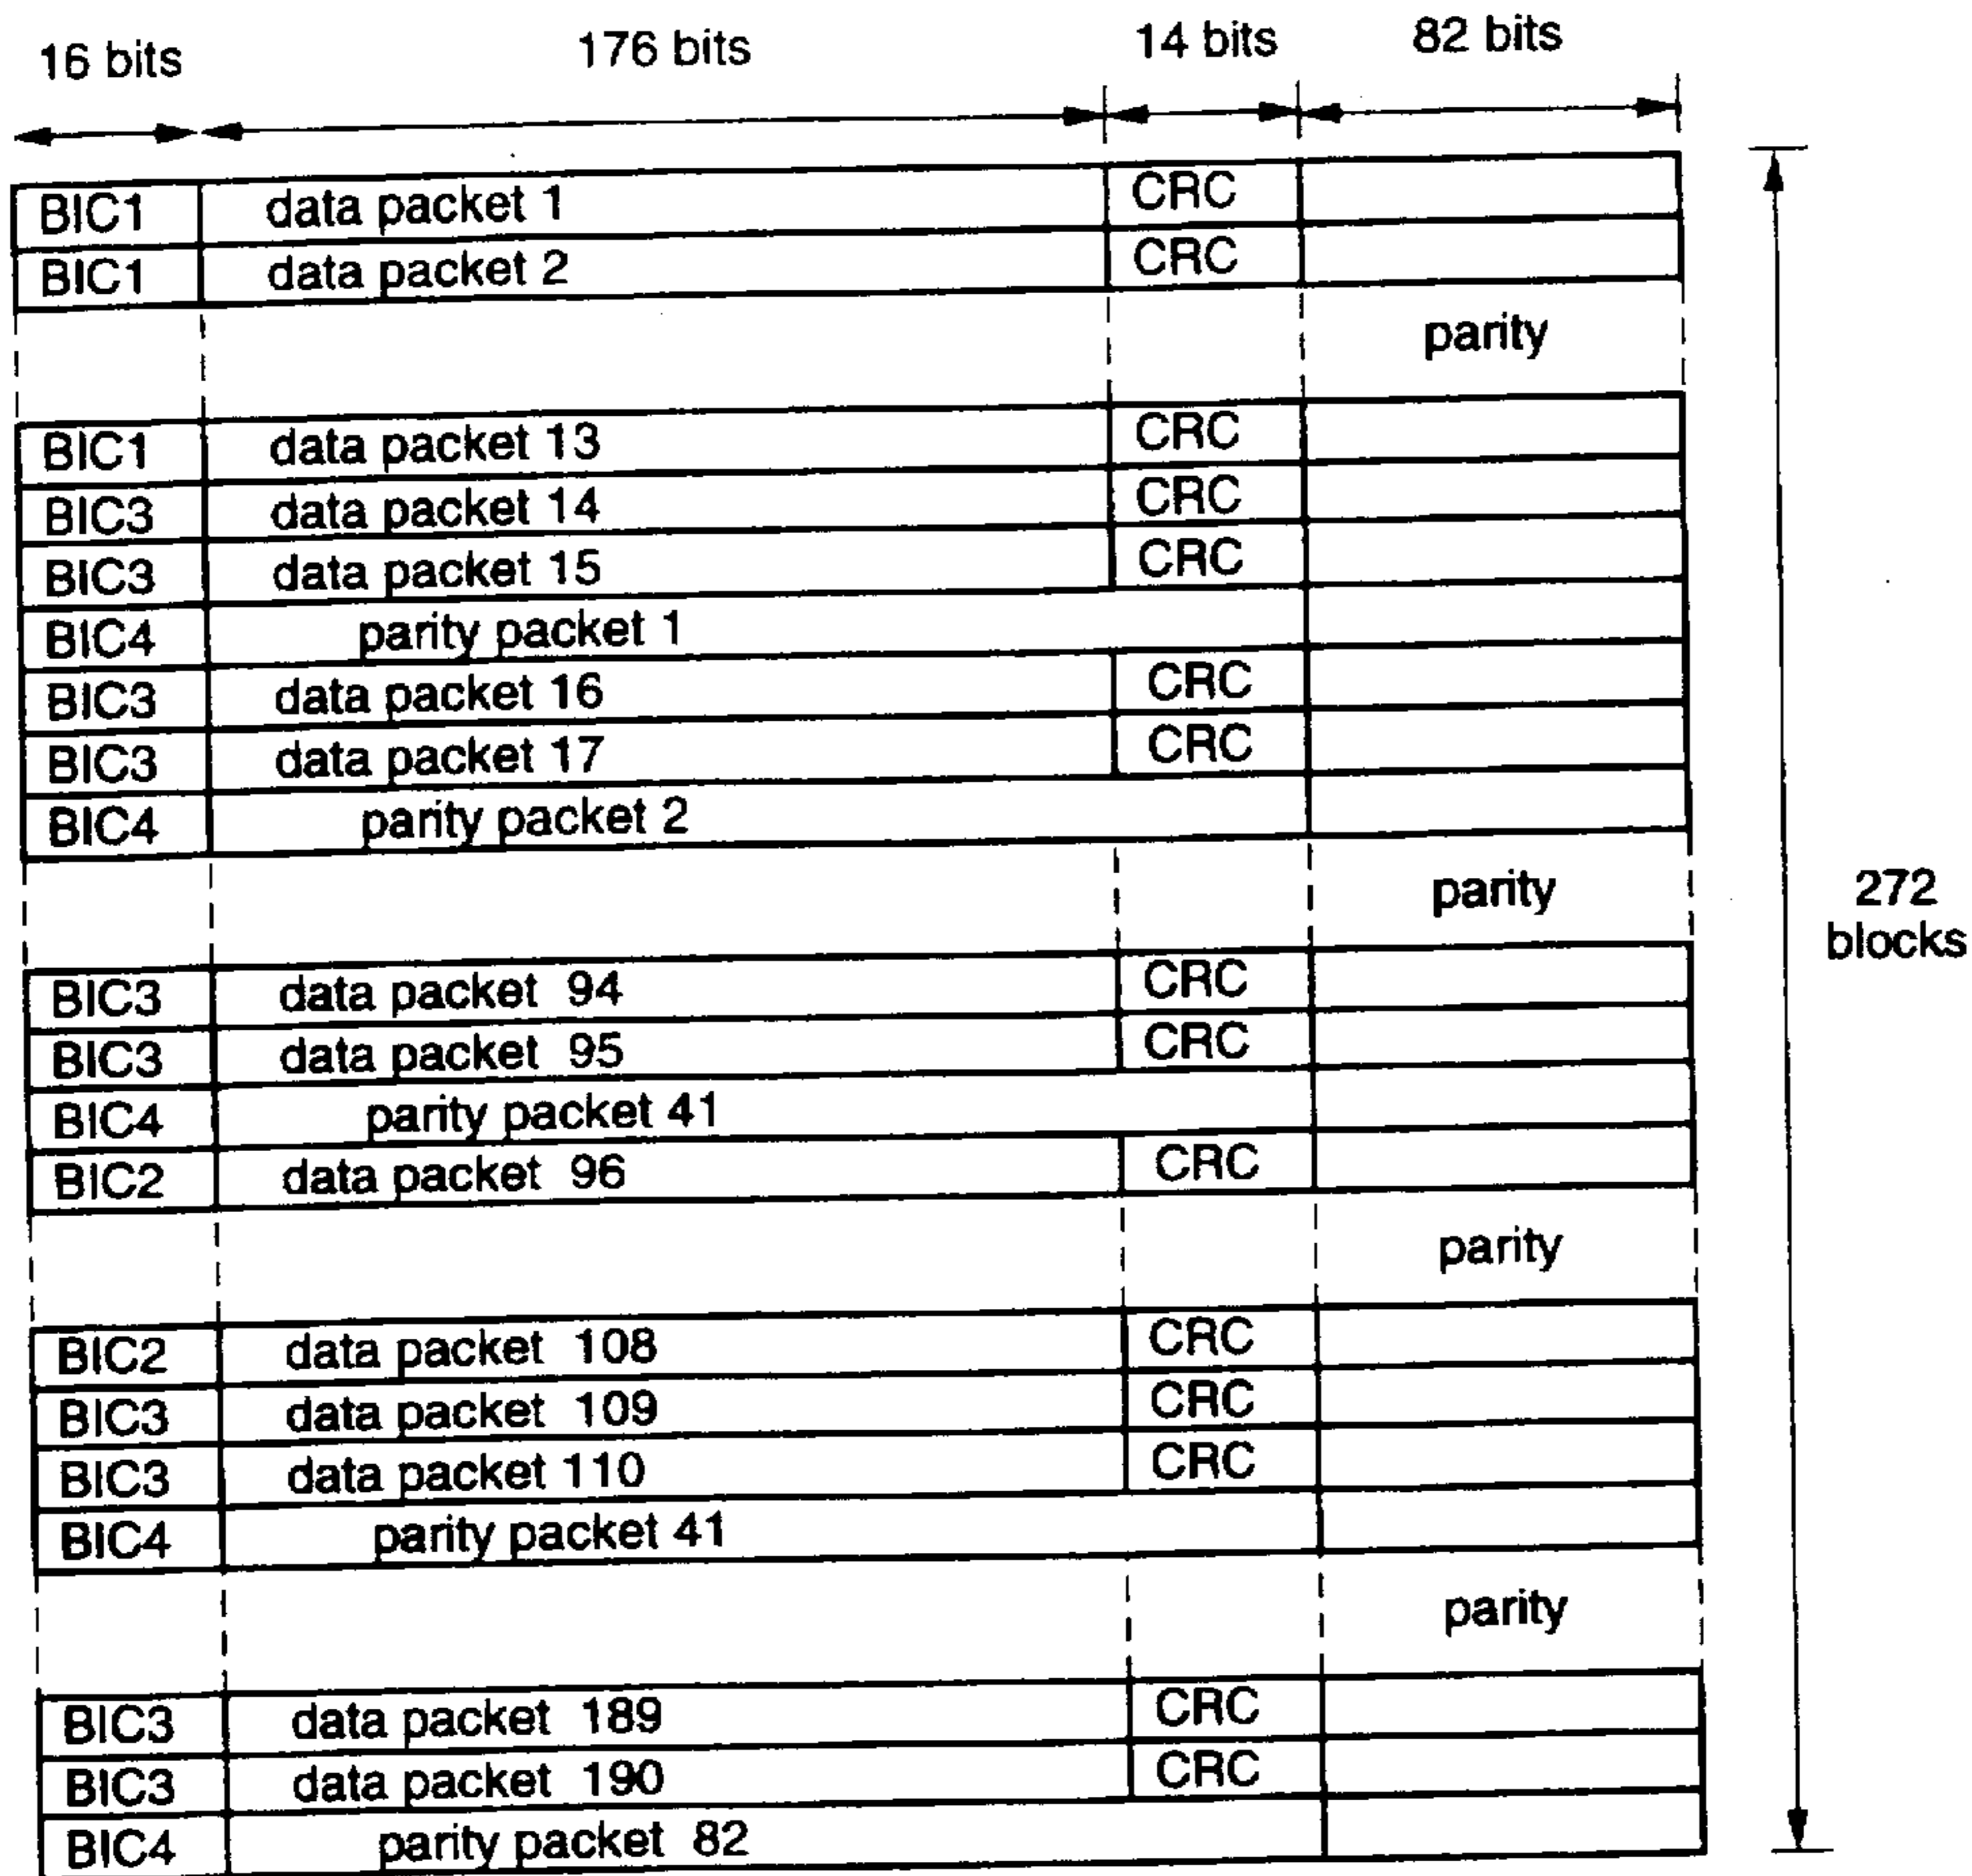 16 bits 176 bits 14 bits 82 bits
BIC1 data packet 1 CRC
BIC1 data packet 2 CRC
parity
BIC1 data packet 13 CRC
BIC3 data packet 14 CRC
BIC3 data packet 15 CRC
BIC4 parity packet 1
BIC3 data packet 16 CRC
BIC3 data packet 17 CRC
BIC4 parity packet 2
parity
272
blocks
BIC3 data packet 94 CRC
BIC3 data packet 95 CRC
BIC4 parity packet 41
BIC2 data packet 96 CRC
parity
BIC2 data packet 108 CRC
BIC3 data packet 109 CRC
BIC3 data packet 110 CRC
BIC4 parity packet 41
parity
BIC3 data packet 189 CRC
BIC3 data packet 190 CRC
BIC4 parity packet 82